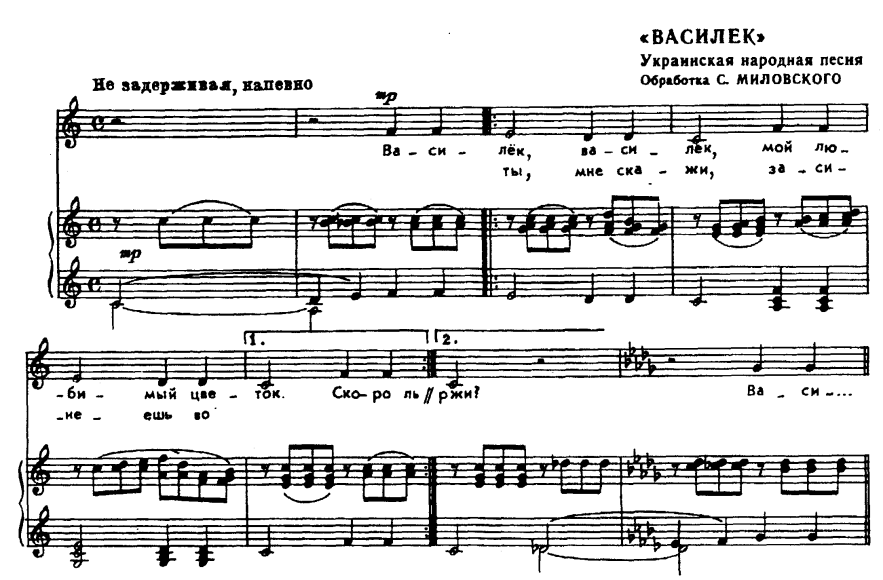 «ВАСИЛЕК»
Украинская народная песня
Обработка С. МИЛОВСКОГО
Не задерживая, напевно
mp
Ва - си - лёк, ва - си - лёк, мой лю -
ты, мне ска - жи, за - си -
mp
1. 2.
- би - мый цве - ток. Ско - ро ль // ржи? Ва - си - ...
- не - ешь во